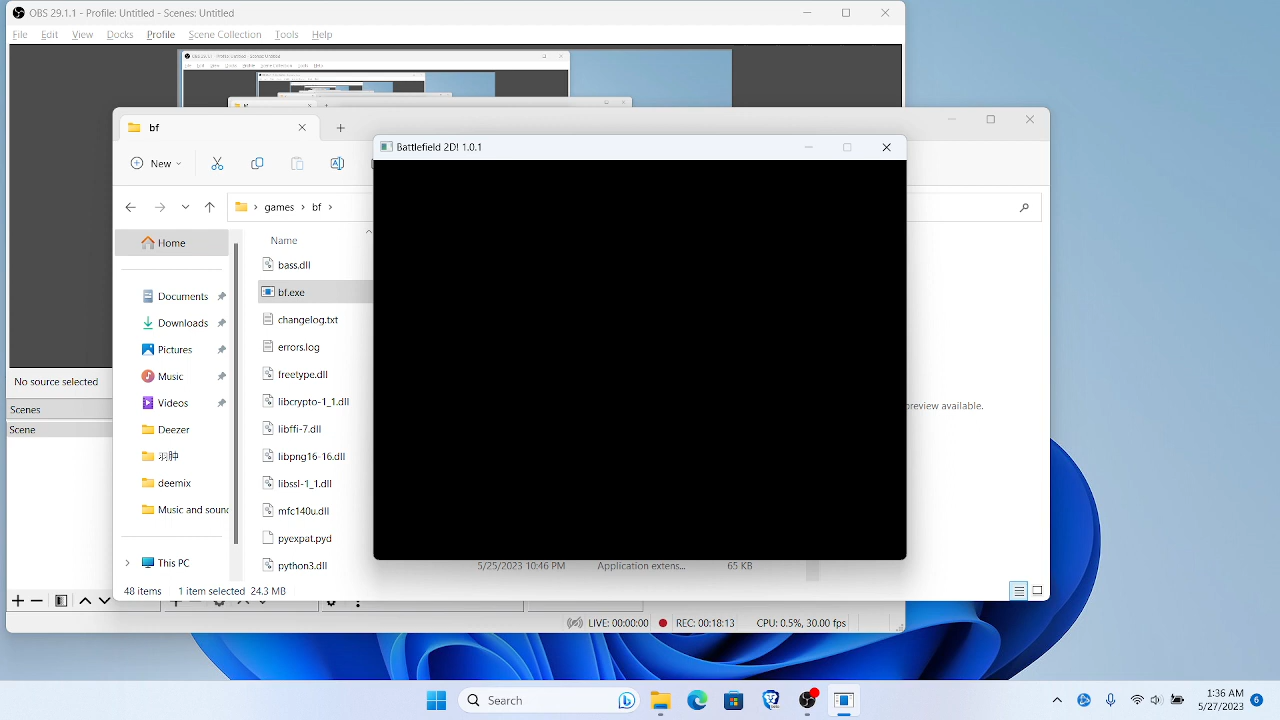 OBS 29.1.1 - Profile: Untitled - Scenes: Untitled
File Edit View Docks Profile Scene Collection Tools Help
bf
Battlefield 2D! 1.0.1
New
games > bf >
Home
Name
bass.dll
bf.exe
Documents
changelog.txt
Downloads
errors.log
Pictures
freetype.dll
Music
No source selected
libcrypto-1_1.dll
Videos
preview available.
Scenes
Scene
Deezer
libffi-7.dll
libpng16-16.dll
deemix
libssl-1_1.dll
Music and soun
mfc140u.dll
pyexpat.pyd
This PC
python3.dll
5/25/2023 10:46 PM Application extens... 65 KB
48 items 1 item selected 24.3 MB
LIVE: 00:00:00 REC: 00:18:13 CPU: 0.5%, 30.00 fps
Search
1:36 AM
5/27/2023
6